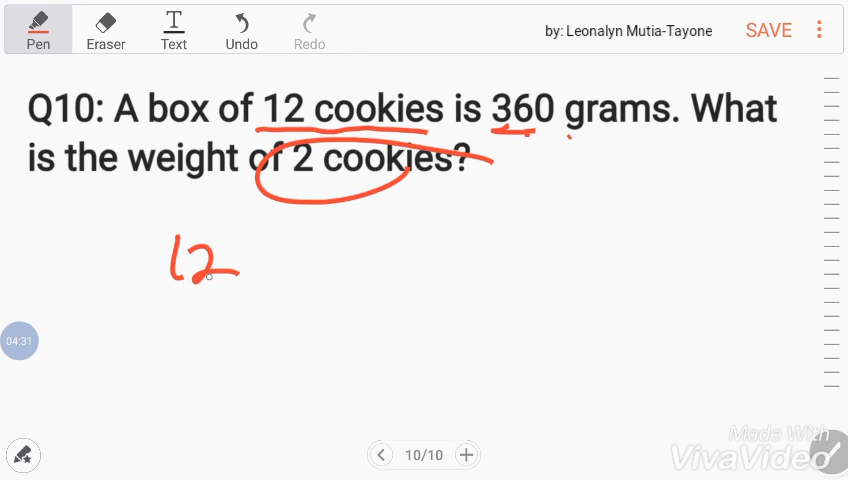 Pen Eraser Text Undo Redo by: Leonalyn Mutia-Tayone SAVE
Q10: A box of 12 cookies is 360 grams. What
is the weight of 2 cookies?
12
04:31
Made With
VivaVideo
10/10